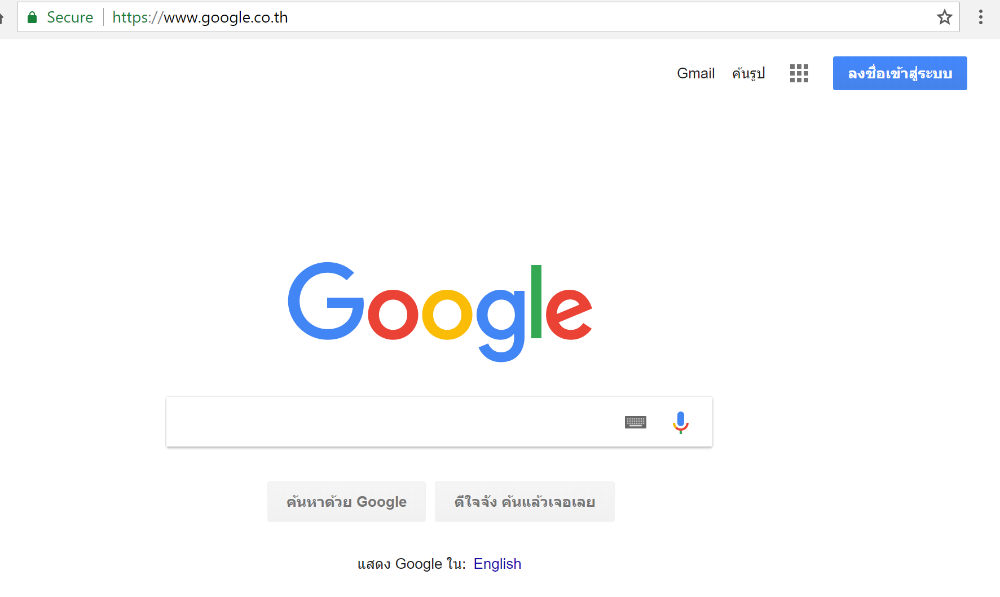 Secure https://www.google.co.th
Gmail ค้นรูป ลงชื่อเข้าสู่ระบบ
Google
ค้นหาด้วย Google ดีใจจัง ค้นแล้วเจอเลย
แสดง Google ใน: English